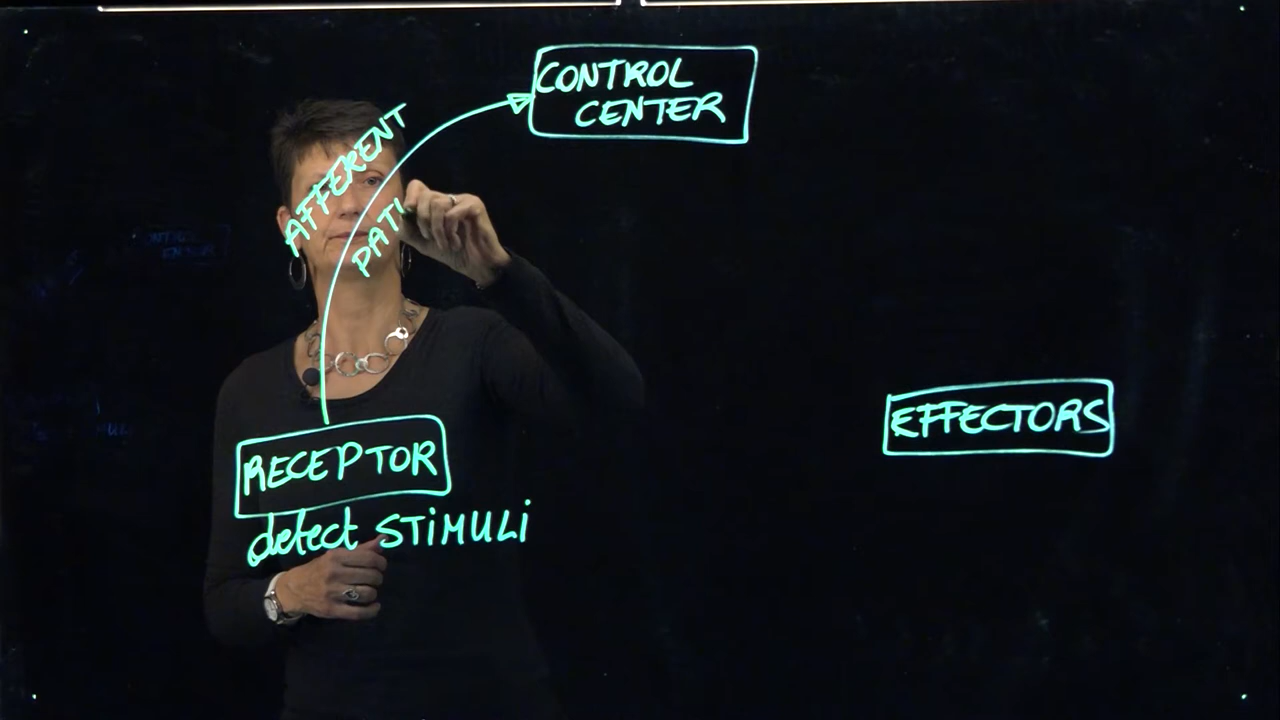 CONTROL
CENTER
AFFERENT
RECEPTOR
detect STiMULi
EFFECTORS